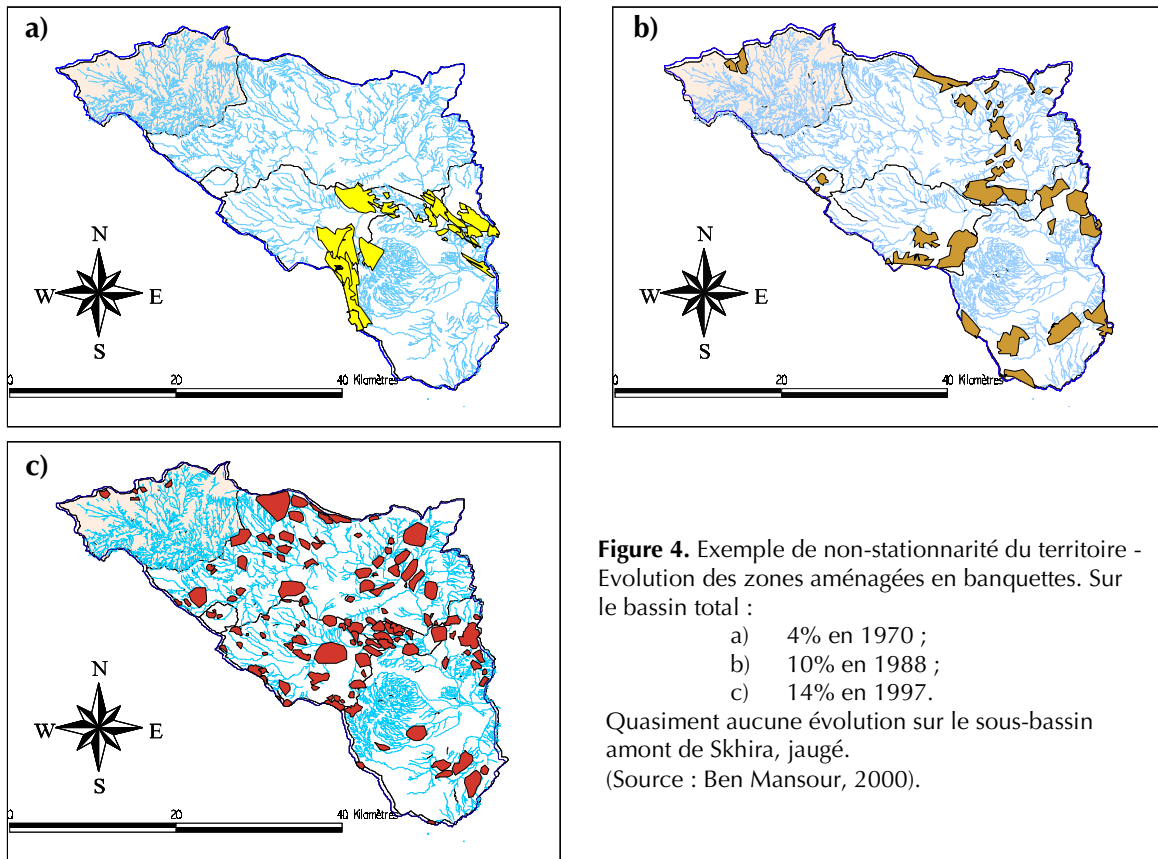 a)
N
W E
S
0 20 40 Kilomètres
b)
N
W E
S
0 20 40 Kilomètres
c)
N
W E
S
0 20 40 Kilomètres
Figure 4. Exemple de non-stationnarité du territoire -
Evolution des zones aménagées en banquettes. Sur
le bassin total :
a) 4% en 1970 ;
b) 10% en 1988 ;
c) 14% en 1997.
Quasiment aucune évolution sur le sous-bassin
amont de Skhira, jaugé.
(Source : Ben Mansour, 2000).